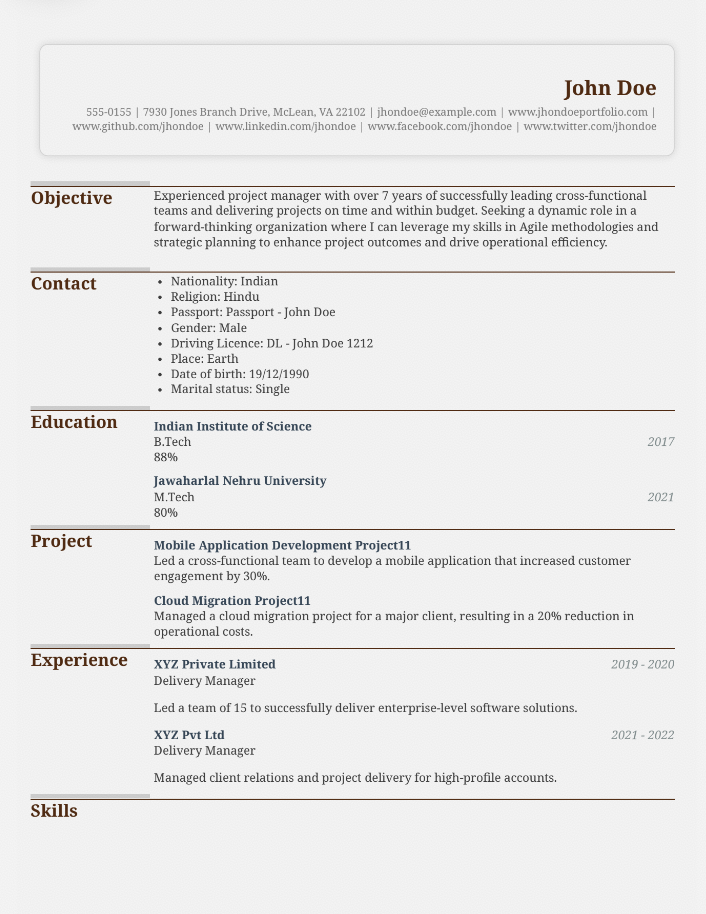 John Doe
555-0155 | 7930 Jones Branch Drive, McLean, VA 22102 | jhondoe@example.com | www.jhondoeportfolio.com |
www.github.com/jhondoe | www.linkedin.com/jhondoe | www.facebook.com/jhondoe | www.twitter.com/jhondoe
Objective
Experienced project manager with over 7 years of successfully leading cross-functional
teams and delivering projects on time and within budget. Seeking a dynamic role in a
forward-thinking organization where I can leverage my skills in Agile methodologies and
strategic planning to enhance project outcomes and drive operational efficiency.
Contact
• Nationality: Indian
• Religion: Hindu
• Passport: Passport - John Doe
• Gender: Male
• Driving Licence: DL - John Doe 1212
• Place: Earth
• Date of birth: 19/12/1990
• Marital status: Single
Education
Indian Institute of Science
B.Tech 2017
88%
Jawaharlal Nehru University
M.Tech 2021
80%
Project
Mobile Application Development Project11
Led a cross-functional team to develop a mobile application that increased customer
engagement by 30%.
Cloud Migration Project11
Managed a cloud migration project for a major client, resulting in a 20% reduction in
operational costs.
Experience
XYZ Private Limited 2019 - 2020
Delivery Manager
Led a team of 15 to successfully deliver enterprise-level software solutions.
XYZ Pvt Ltd 2021 - 2022
Delivery Manager
Managed client relations and project delivery for high-profile accounts.
Skills